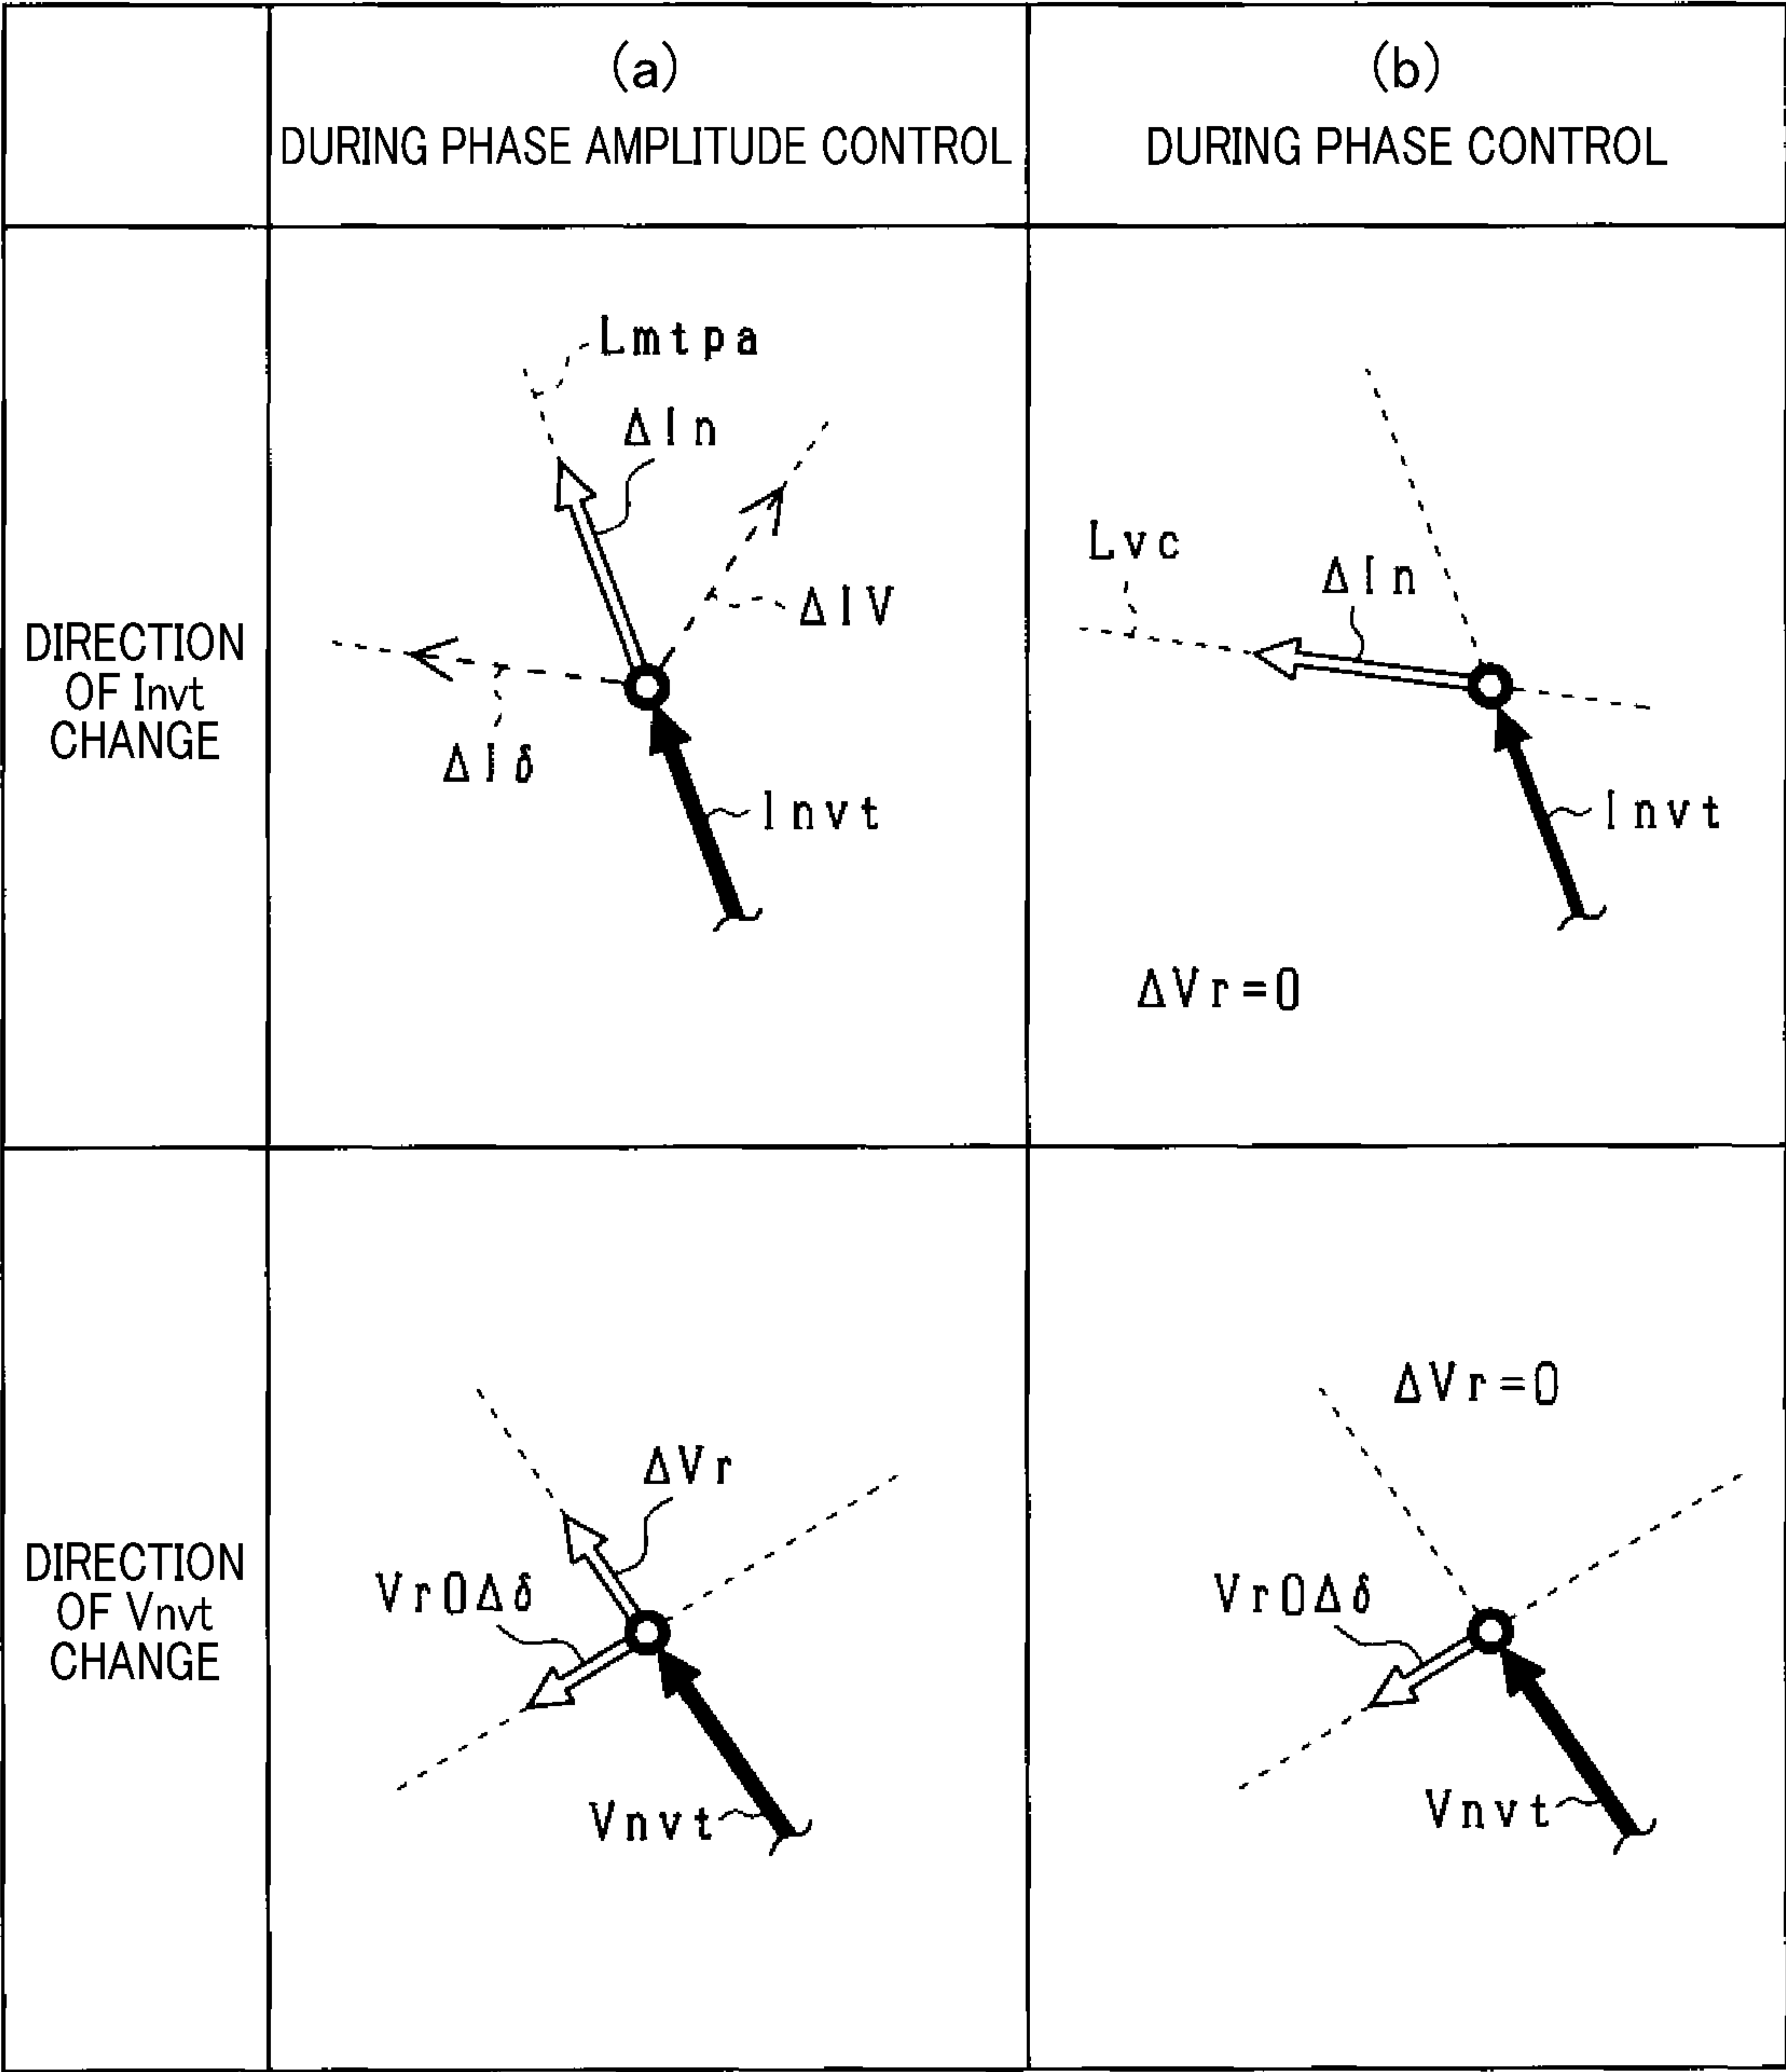 (a)
DURING PHASE AMPLITUDE CONTROL
(b)
DURING PHASE CONTROL
DIRECTION
OF Invt
CHANGE
Lmtpa
ΔIn
ΔIV
ΔIδ
Invt
Lvc
ΔIn
Invt
ΔVr=0
DIRECTION
OF Vnvt
CHANGE
ΔVr
Vr0Δδ
Vnvt
ΔVr=0
Vr0Δδ
Vnvt